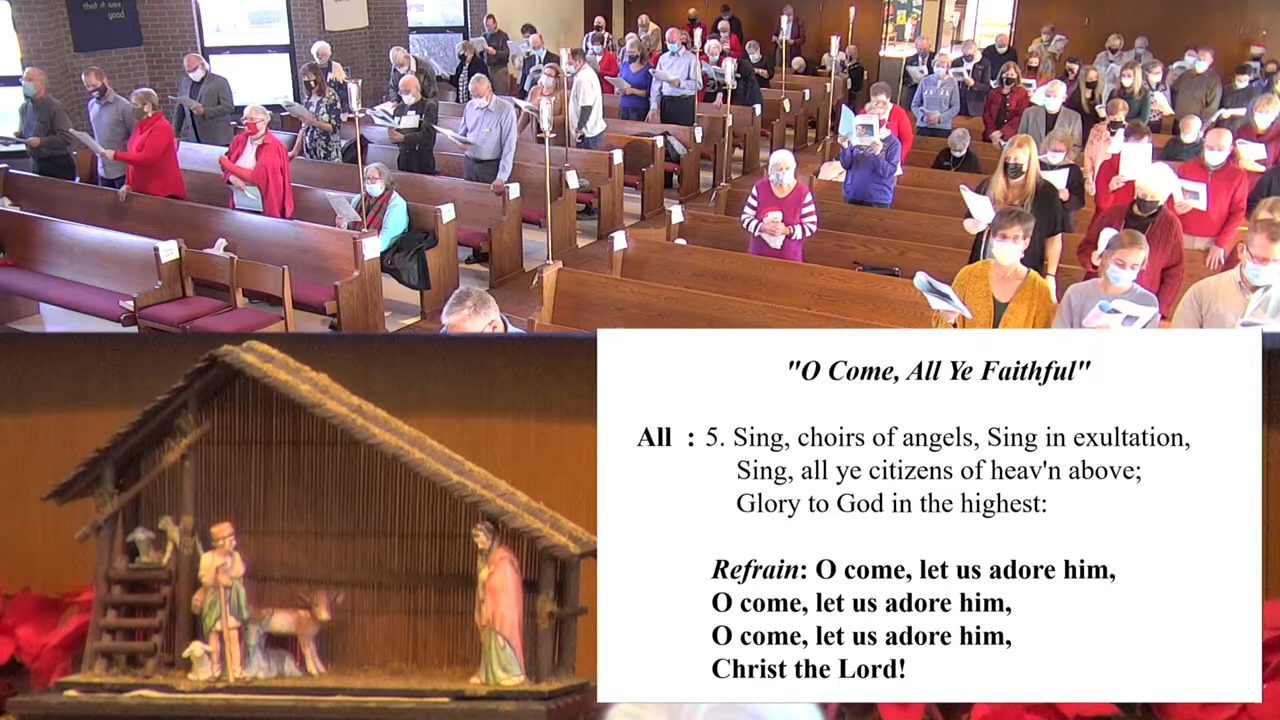 that it was
good
"O Come, All Ye Faithful"
All : 5. Sing, choirs of angels, Sing in exultation,
Sing, all ye citizens of heav'n above;
Glory to God in the highest:
Refrain: O come, let us adore him,
O come, let us adore him,
O come, let us adore him,
Christ the Lord!